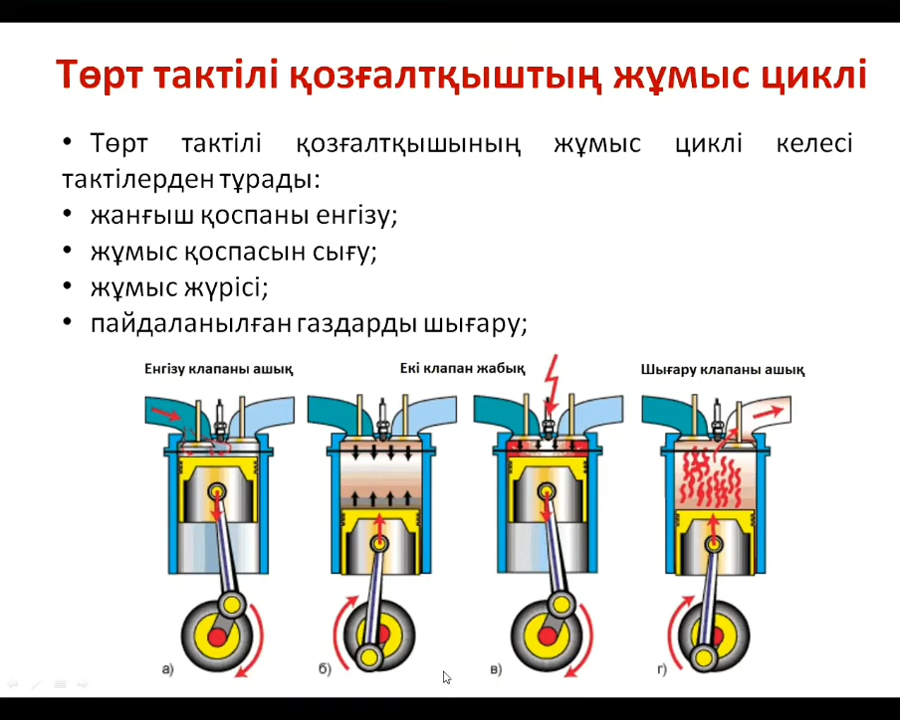 Төрт тактілі қозғалтқыштың жұмыс циклі
• Төрт тактілі қозғалтқышының жұмыс циклі келесі
тактілерден тұрады:
• жанғыш қоспаны енгізу;
• жұмыс қоспасын сығу;
• жұмыс жүрісі;
• пайдаланылған газдарды шығару;
Енгізу клапаны ашық
Екі клапан жабық
Шығару клапаны ашық
а)
б)
в)
г)